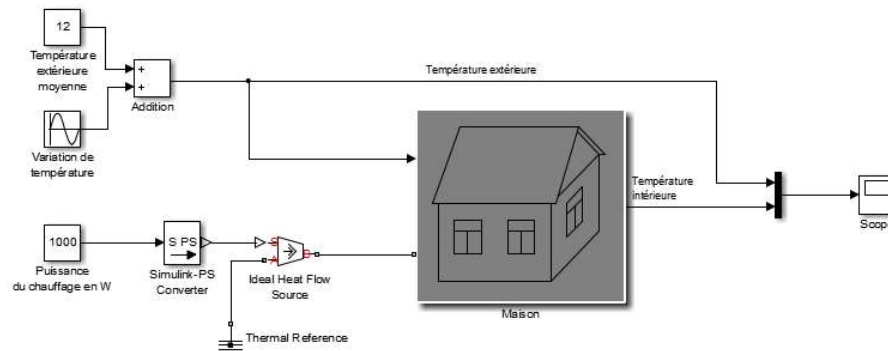 12
Température
extérieure
moyenne
+
+
Addition
Température extérieure
Variation de
température
Température
intérieure
Scope
1000
Puissance
du chauffage en W
S PS
Simulink-PS
Converter
S
A
B
Ideal Heat Flow
Source
Thermal Reference
Maison